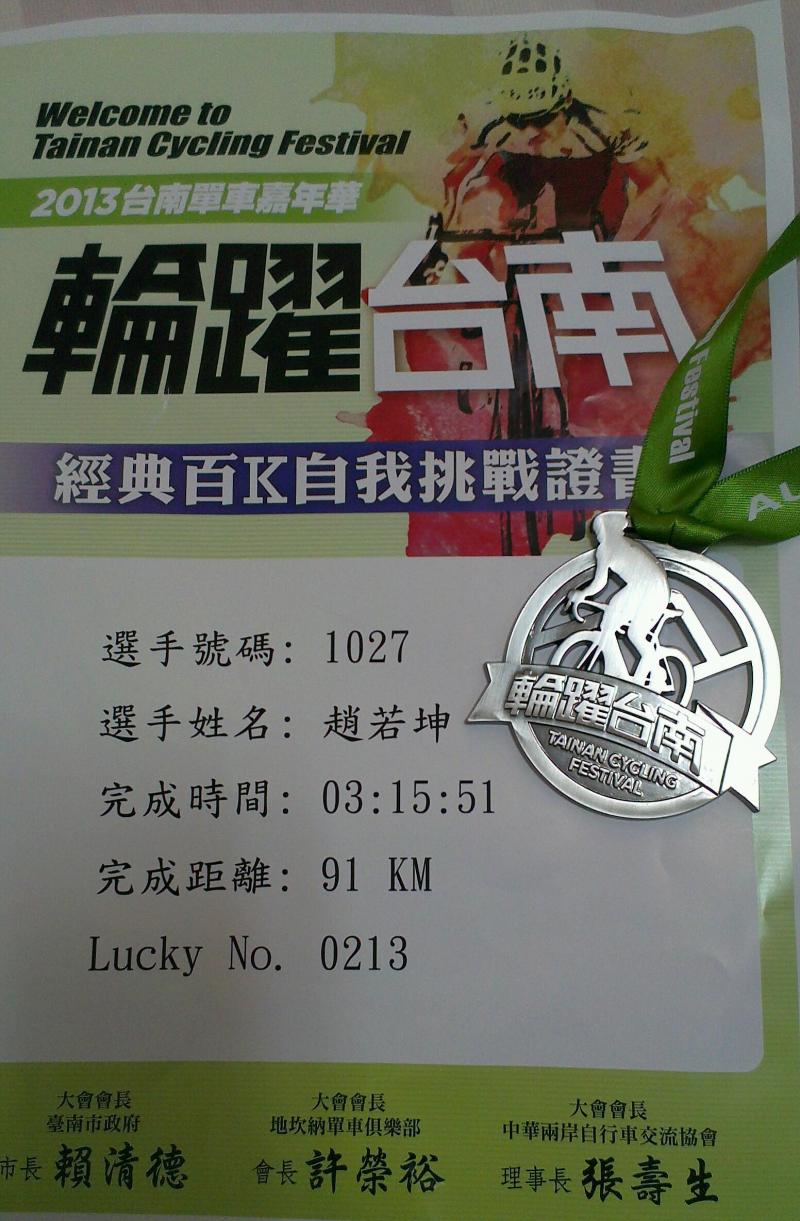 Welcome to
Tainan Cycling Festival
2013台南單車嘉年華
輪躍台南
經典百K自我挑戰證書
選手號碼: 1027
選手姓名: 趙若坤
完成時間: 03:15:51
完成距離: 91 KM
Lucky No. 0213
Festival
AL
輪躍台南
TAINAN CYCLING
FESTIVAL
大會會長
臺南市政府
市長 賴清德
大會會長
地坎納單車俱樂部
會長 許榮裕
大會會長
中華兩岸自行車交流協會
理事長 張壽生